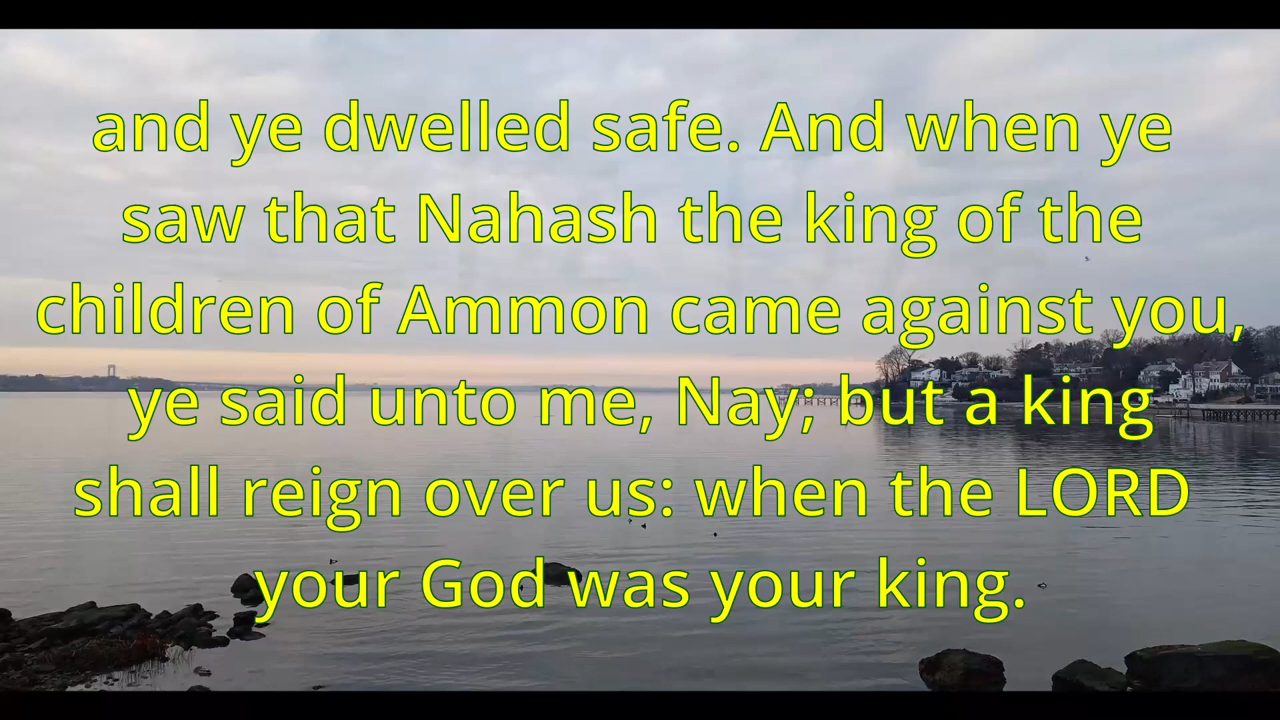 and ye dwelled safe. And when ye
saw that Nahash the king of the
children of Ammon came against you,
ye said unto me, Nay; but a king
shall reign over us: when the LORD
your God was your king.